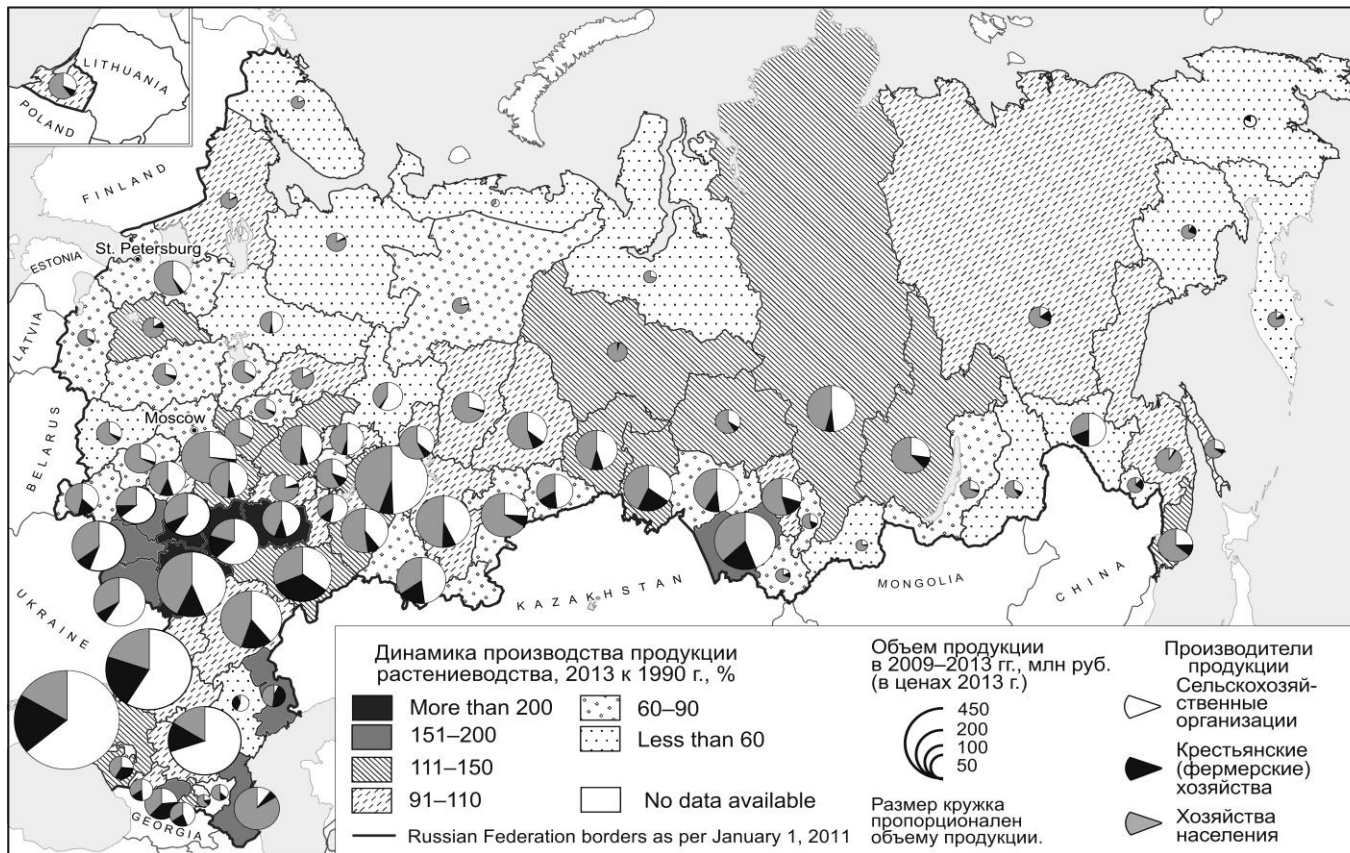 LITHUANIA
POLAND
FINLAND
St. Petersburg
ESTONIA
LATVIA
Moscow
BELARUS
UKRAINE
KAZAKHSTAN
MONGOLIA
CHINA
GEORGIA
Динамика производства продукции
растениеводства, 2013 к 1990 г., %
More than 200
151–200
111–150
91–110
60–90
Less than 60
No data available
Russian Federation borders as per January 1, 2011
Объем продукции
в 2009–2013 гг., млн руб.
(в ценах 2013 г.)
450
200
100
50
Размер кружка
пропорционален
объему продукции.
Производители
продукции
Сельскохозяй-
ственные
организации
Крестьянские
(фермерские)
хозяйства
Хозяйства
населения